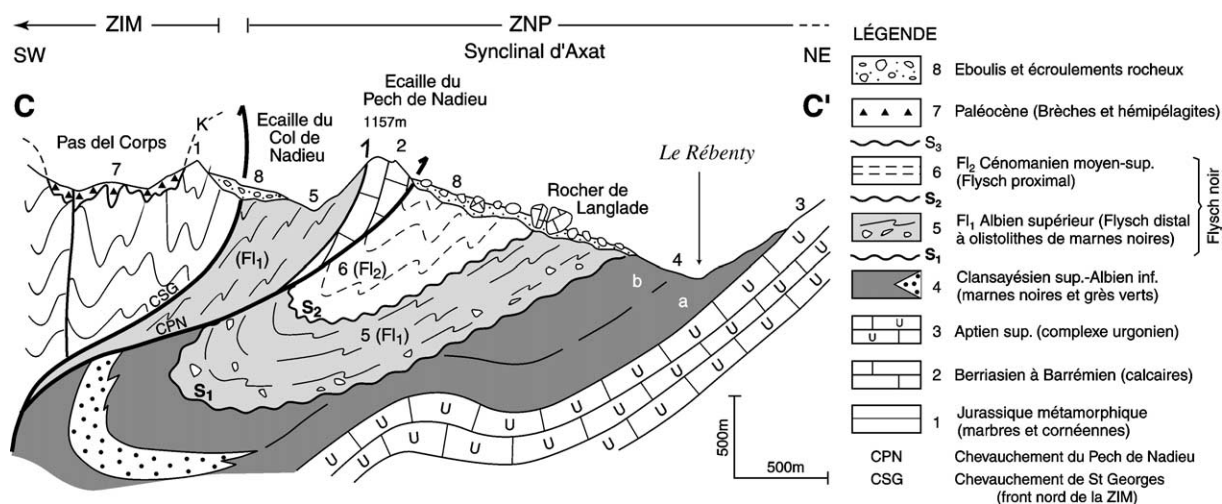 ZIM
ZNP
SW
Synclinal d'Axat
NE
C
C'
Ecaille du
Pech de Nadieu
1157m
Ecaille du
Col de
Nadieu
K
Pas del Corps
7
1
8
5
1
2
8
Le Rébenty
Rocher de
Langlade
3
4
(Fl1)
6 (Fl2)
b
a
CSG
CPN
S2
5 (Fl1)
S1
U U U U U U U U U U U U U U U U U U
500m
500m
LÉGENDE
8 Eboulis et écroulements rocheux
7 Paléocène (Brèches et hémipélagites)
S3
6 Fl2 Cénomanien moyen-sup.
(Flysch proximal)
S2
5 Fl1 Albien supérieur (Flysch distal
à olistolithes de marnes noires)
S1
Flysch noir
4 Clansayésien sup.-Albien inf.
(marnes noires et grès verts)
U
U
3 Aptien sup. (complexe urgonien)
2 Berriasien à Barrémien (calcaires)
1 Jurassique métamorphique
(marbres et cornéennes)
CPN Chevauchement du Pech de Nadieu
CSG Chevauchement de St Georges
(front nord de la ZIM)